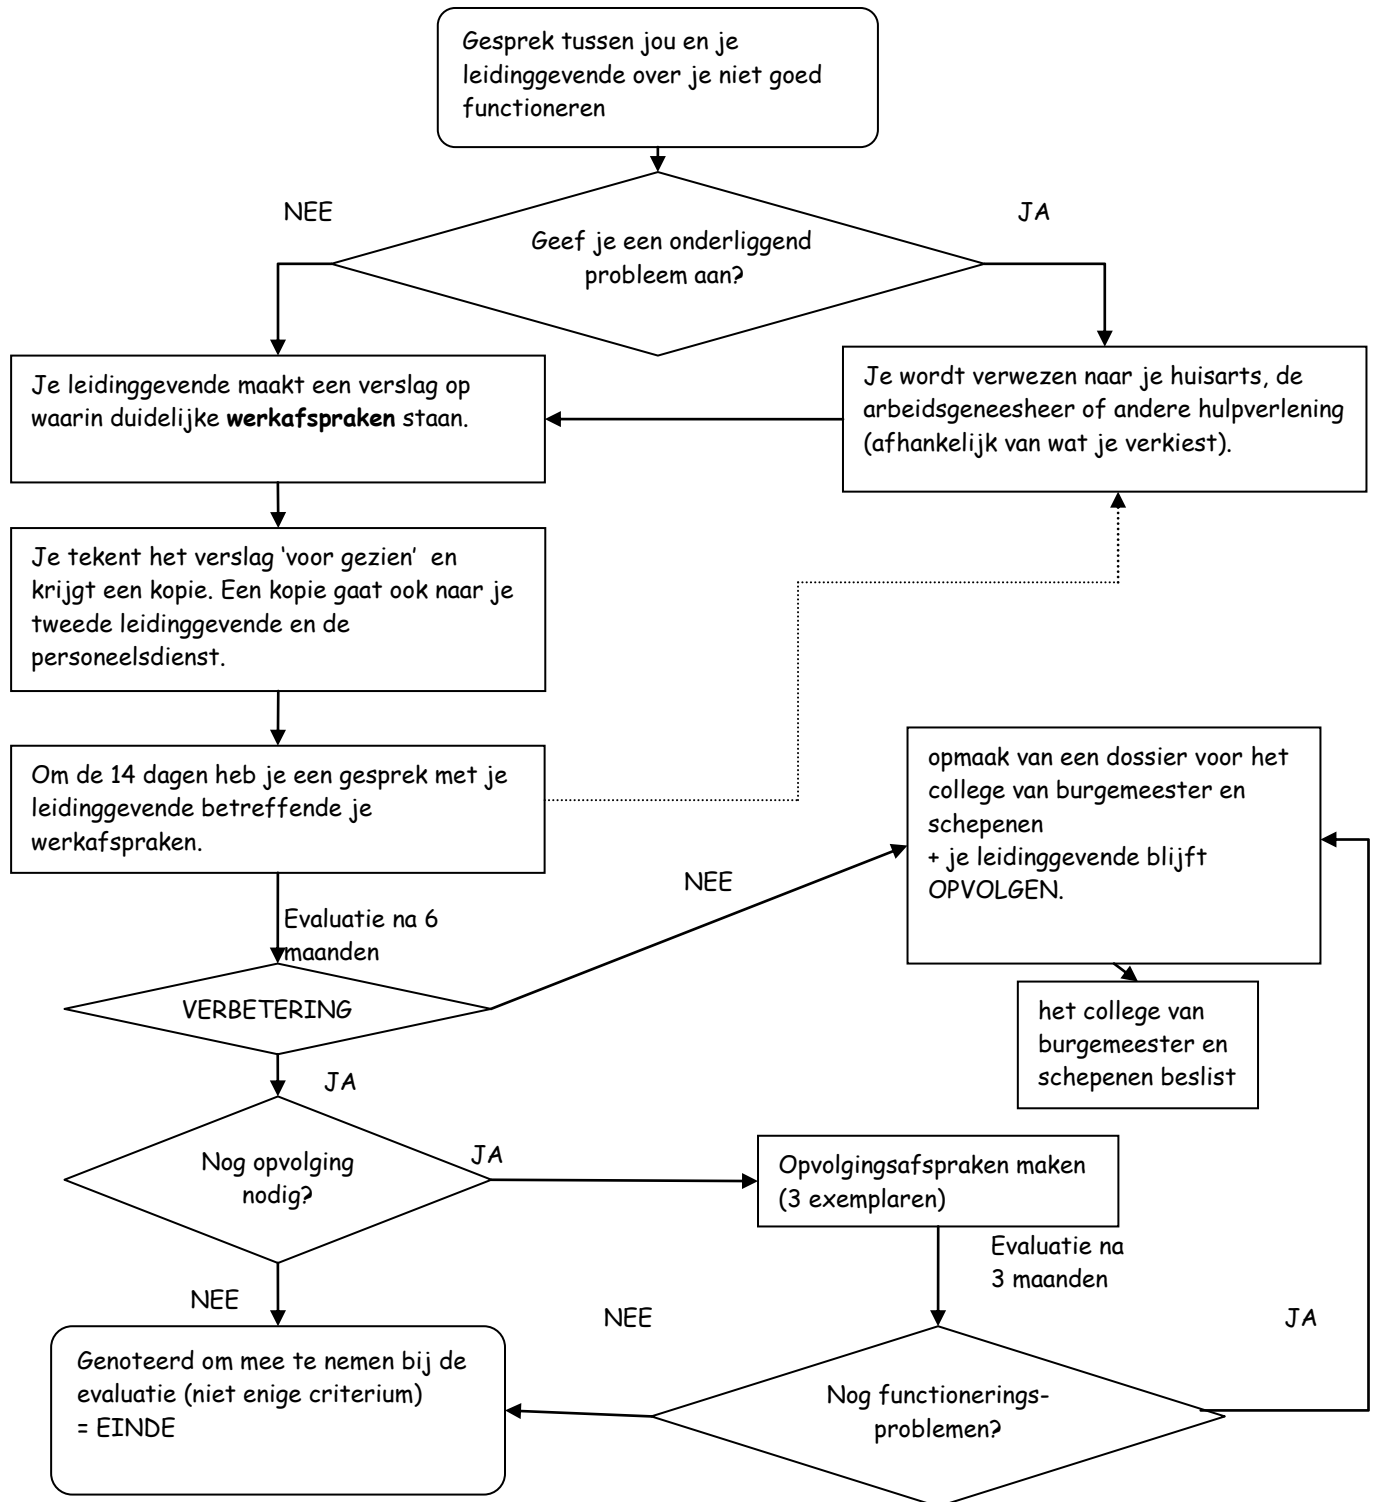 Gesprek tussen jou en je
leidinggevende over je niet goed
functioneren
NEE
JA
Geef je een onderliggend
probleem aan?
Je leidinggevende maakt een verslag op
waarin duidelijke werkafspraken staan.
Je wordt verwezen naar je huisarts, de
arbeidsgeneesheer of andere hulpverlening
(afhankelijk van wat je verkiest).
Je tekent het verslag ‘voor gezien’ en
krijgt een kopie. Een kopie gaat ook naar je
tweede leidinggevende en de
personeelsdienst.
Om de 14 dagen heb je een gesprek met je
leidinggevende betreffende je
werkafspraken.
opmaak van een dossier voor het
college van burgemeester en
schepenen
+ je leidinggevende blijft
OPVOLGEN.
NEE
Evaluatie na 6
maanden
VERBETERING
het college van
burgemeester en
schepenen beslist
JA
Nog opvolging
nodig?
JA
Opvolgingsafspraken maken
(3 exemplaren)
Evaluatie na
3 maanden
NEE
NEE
JA
Genoteerd om mee te nemen bij de
evaluatie (niet enige criterium)
= EINDE
Nog functionerings-
problemen?